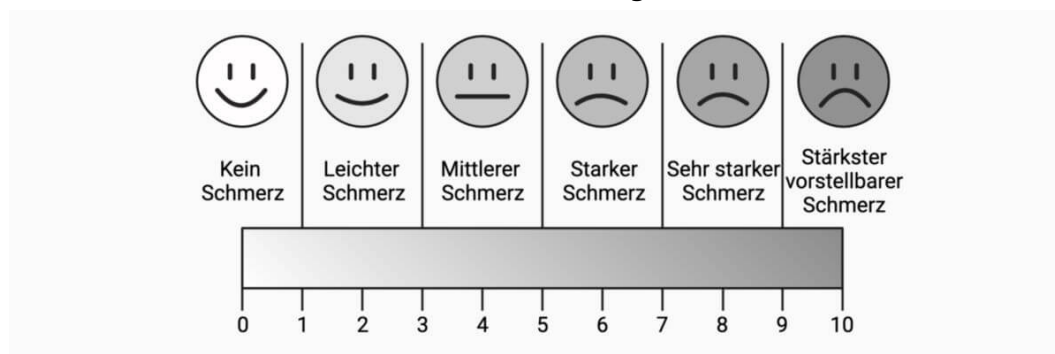 Kein
Schmerz
Leichter
Schmerz
Mittlerer
Schmerz
Starker
Schmerz
Sehr starker
Schmerz
Stärkster
vorstellbarer
Schmerz
0 1 2 3 4 5 6 7 8 9 10